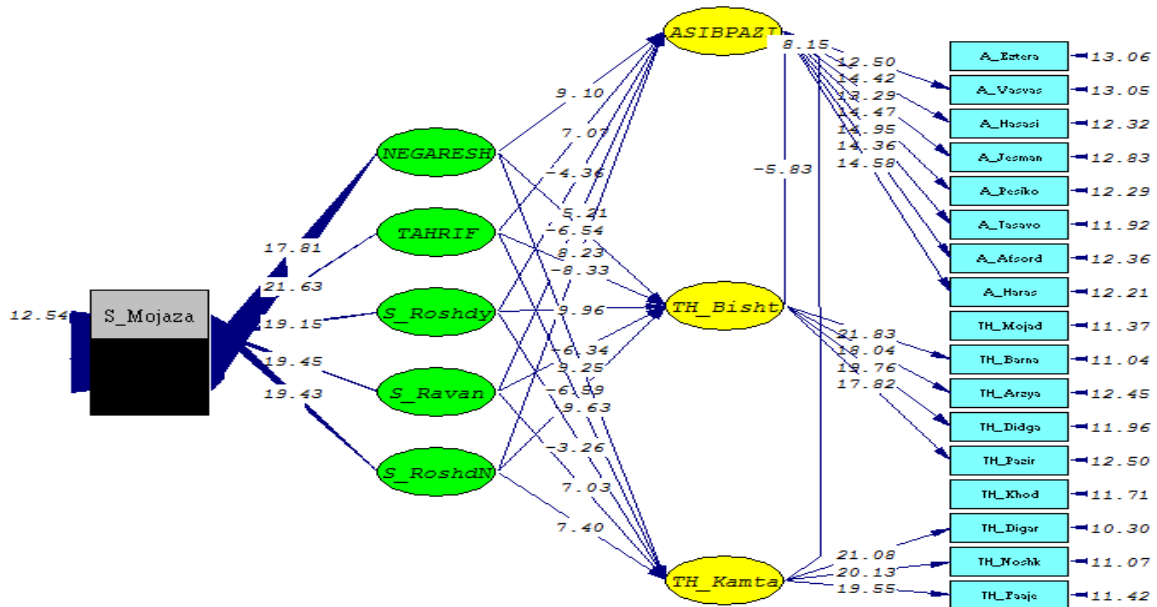 ASIBPAZI
8.15
12.50
14.42
13.29
14.47
14.95
14.36
14.58
9.10
7.07
-4.36
-5.83
NEGARESH
5.21
-6.54
8.23
-8.33
TAHRIF
17.81
21.63
12.54
S_Mojaza
19.15
19.45
19.43
S_Roshdy
9.96
TH_Bisht
-6.34
9.25
-6.59
9.63
S_Ravan
21.83
18.04
19.76
17.82
S_RoshdN
-3.26
7.03
7.40
TH_Kamta
21.08
20.13
19.55
A_Estera 13.06
A_Vasvas 13.05
A_Hasasi 12.32
A_Jesman 12.83
A_Pesiko 12.29
A_Tasavo 11.92
A_Afsord 12.36
A_Haras 12.21
TH_Mojad 11.37
TH_Barna 11.04
TH_Araya 12.45
TH_Didga 11.96
TH_Pazir 12.50
TH_Khod 11.71
TH_Digar 10.30
TH_Noshk 11.07
TH_Paaje 11.42